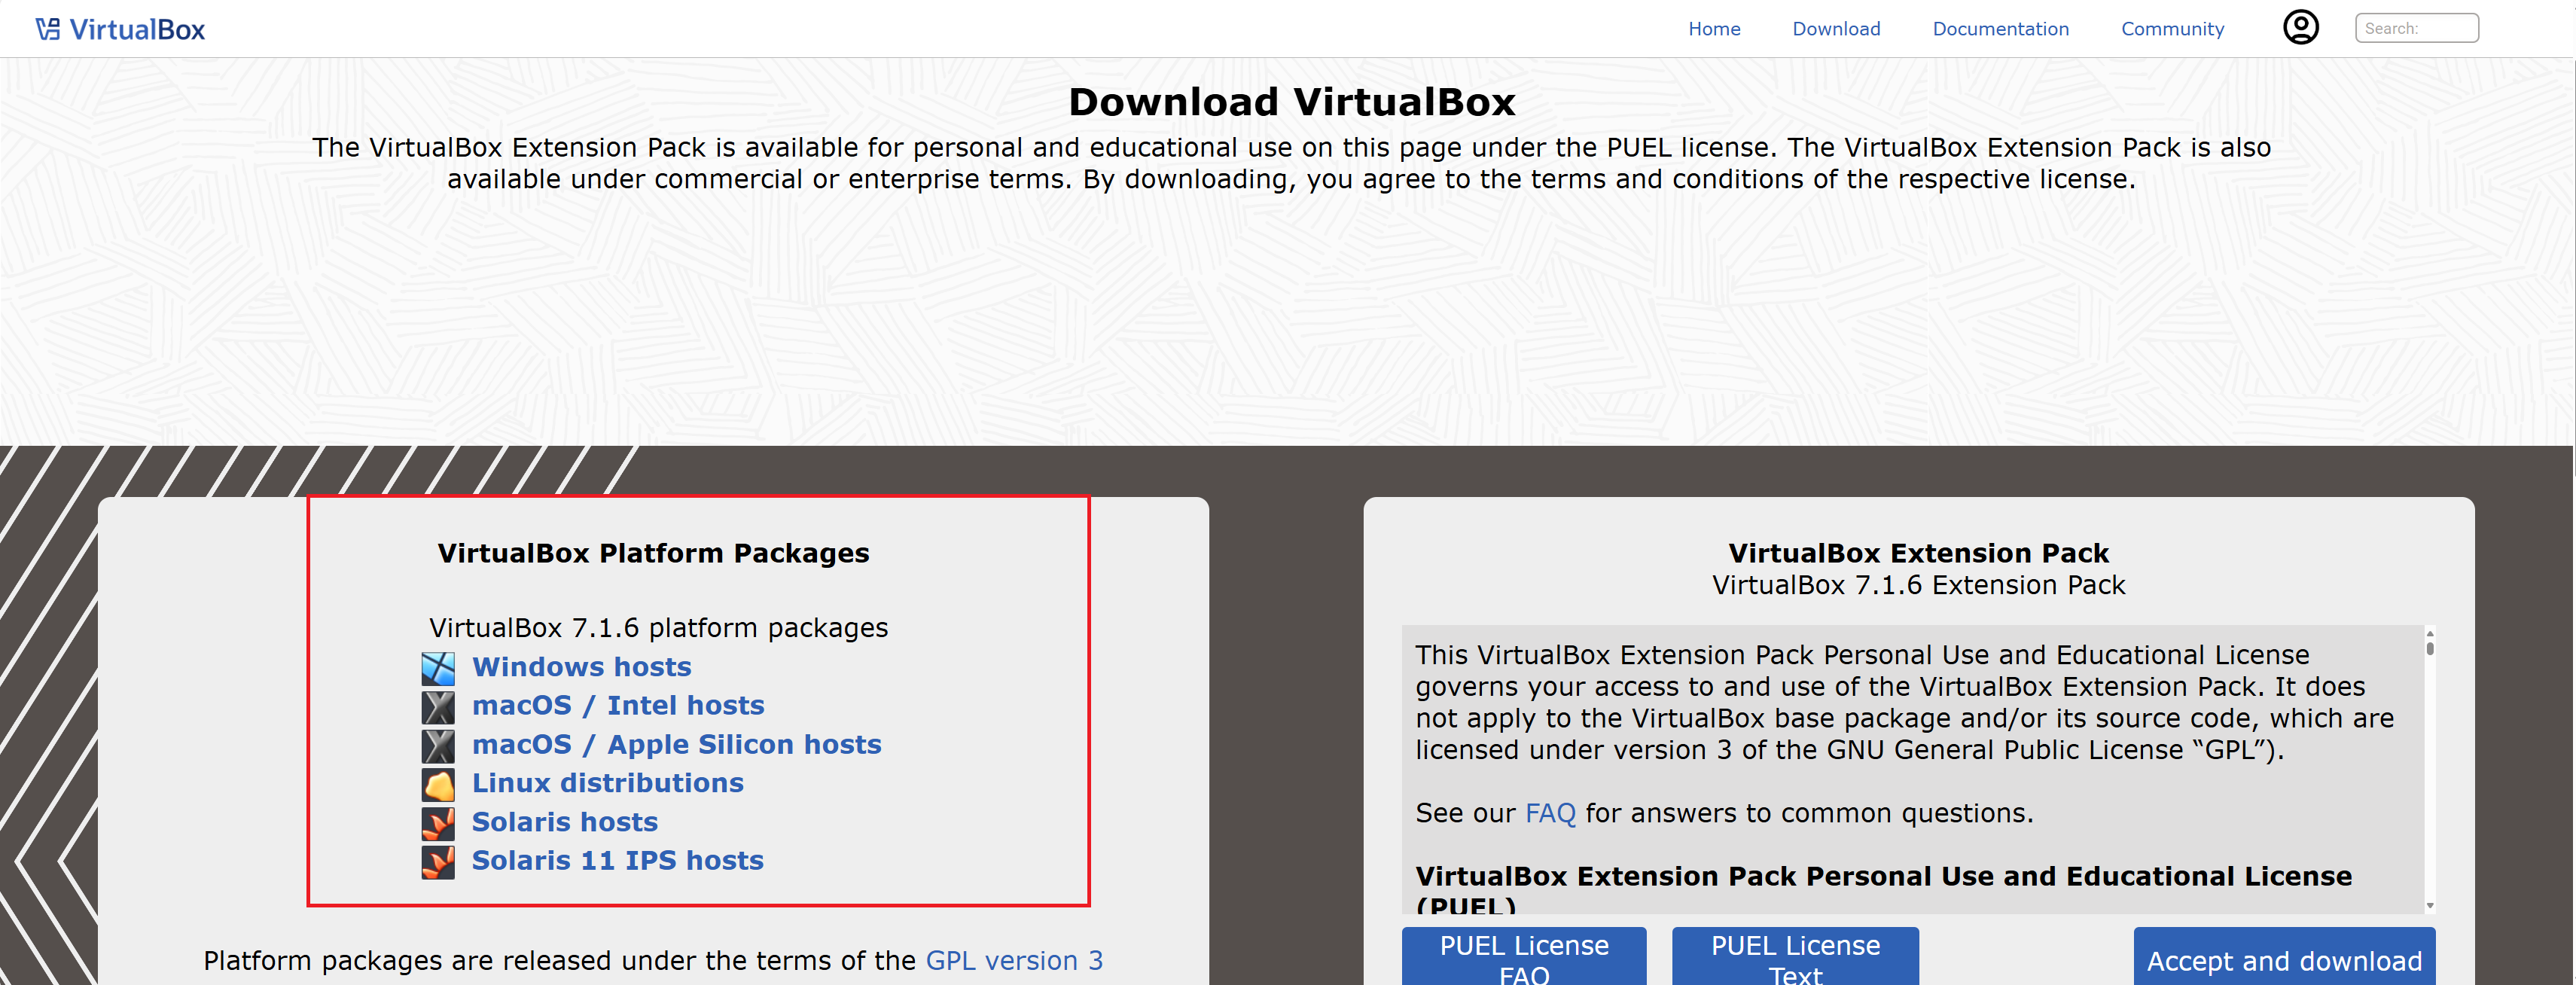 VirtualBox
Home
Download
Documentation
Community
Search:
Download VirtualBox
The VirtualBox Extension Pack is available for personal and educational use on this page under the PUEL license. The VirtualBox Extension Pack is also
available under commercial or enterprise terms. By downloading, you agree to the terms and conditions of the respective license.
VirtualBox Platform Packages
VirtualBox 7.1.6 platform packages
Windows hosts
macOS / Intel hosts
macOS / Apple Silicon hosts
Linux distributions
Solaris hosts
Solaris 11 IPS hosts
Platform packages are released under the terms of the GPL version 3
VirtualBox Extension Pack
VirtualBox 7.1.6 Extension Pack
This VirtualBox Extension Pack Personal Use and Educational License
governs your access to and use of the VirtualBox Extension Pack. It does
not apply to the VirtualBox base package and/or its source code, which are
licensed under version 3 of the GNU General Public License “GPL”).
See our FAQ for answers to common questions.
VirtualBox Extension Pack Personal Use and Educational License
(PUEL)
PUEL License
FAQ
PUEL License
Text
Accept and download